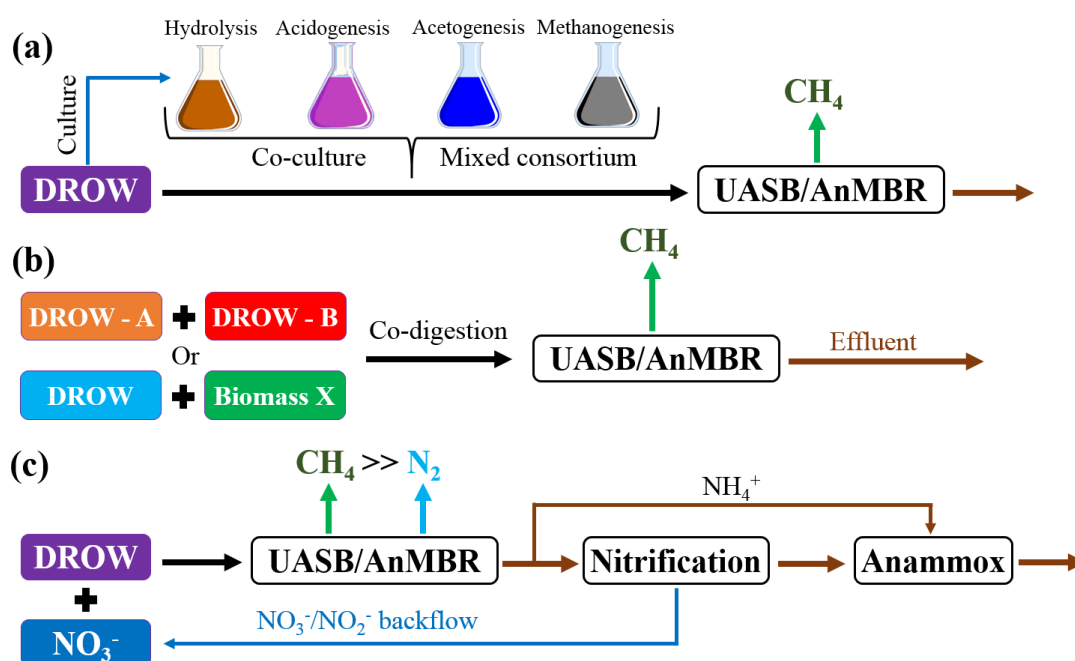 (a)
Hydrolysis Acidogenesis Acetogenesis Methanogenesis
Culture
CH₄
Co-culture Mixed consortium
DROW UASB/AnMBR
(b)
CH₄
DROW - A + DROW - B
Co-digestion
Effluent
Or
UASB/AnMBR
DROW + Biomass X
(c)
CH₄ >> N₂
NH₄⁺
DROW UASB/AnMBR Nitrification Anammox
+
NO₃⁻/NO₂⁻ backflow
NO₃⁻